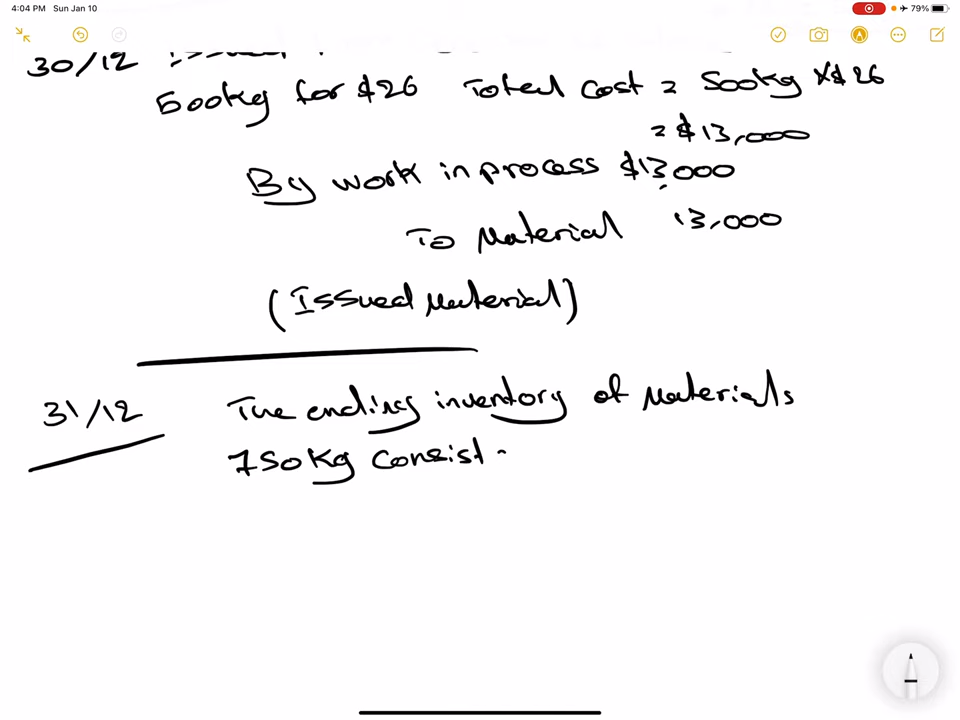 4:04 PM Sun Jan 10
79%
30/12 Issued
500kg for $26 Total Cost = 500kg x $26
= $13,000
By work in process $13,000
To Material 13,000
(Issued Material)
31/12 The ending inventory of Materials
750kg consist